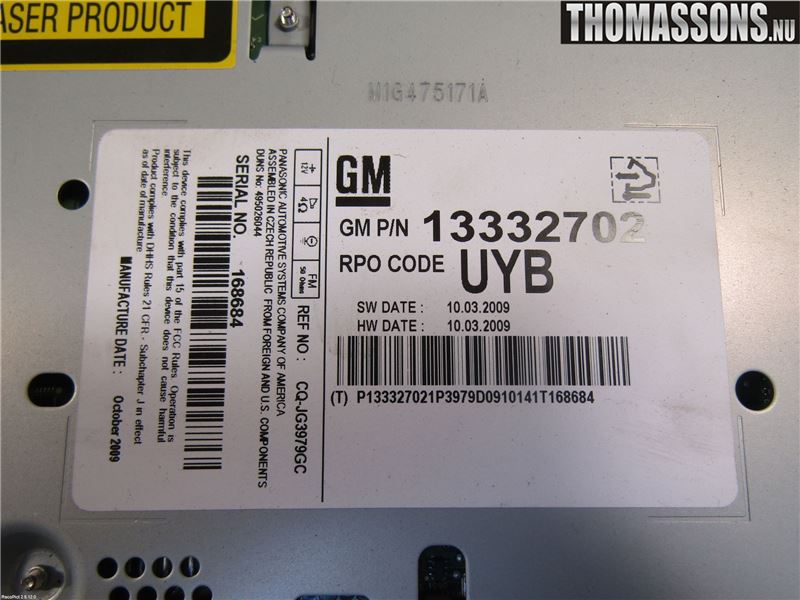 ASER PRODUCT
THOMASSONS.NU
M1G475171A
GM
GM P/N 13332702
RPO CODE UYB
SW DATE : 10.03.2009
HW DATE : 10.03.2009
(T) P133327021P3979D0910141T168684
+ 12V
4Ω
FM 50 Ohms
REF NO : CQ-JG3979GC
PANASONIC AUTOMOTIVE SYSTEMS COMPANY OF AMERICA
ASSEMBLED IN CZECH REPUBLIC FROM FOREIGN AND U.S. COMPONENTS
DUNS No: 495026044
SERIAL NO. 168684
This device complies with part 15 of the FCC Rules. Operation is
subject to the condition that this device does not cause harmful
interference
Product complies with DHHS Rules 21 CFR - Subchapter J in effect
as of date of manufacture
MANUFACTURE DATE : October 2009